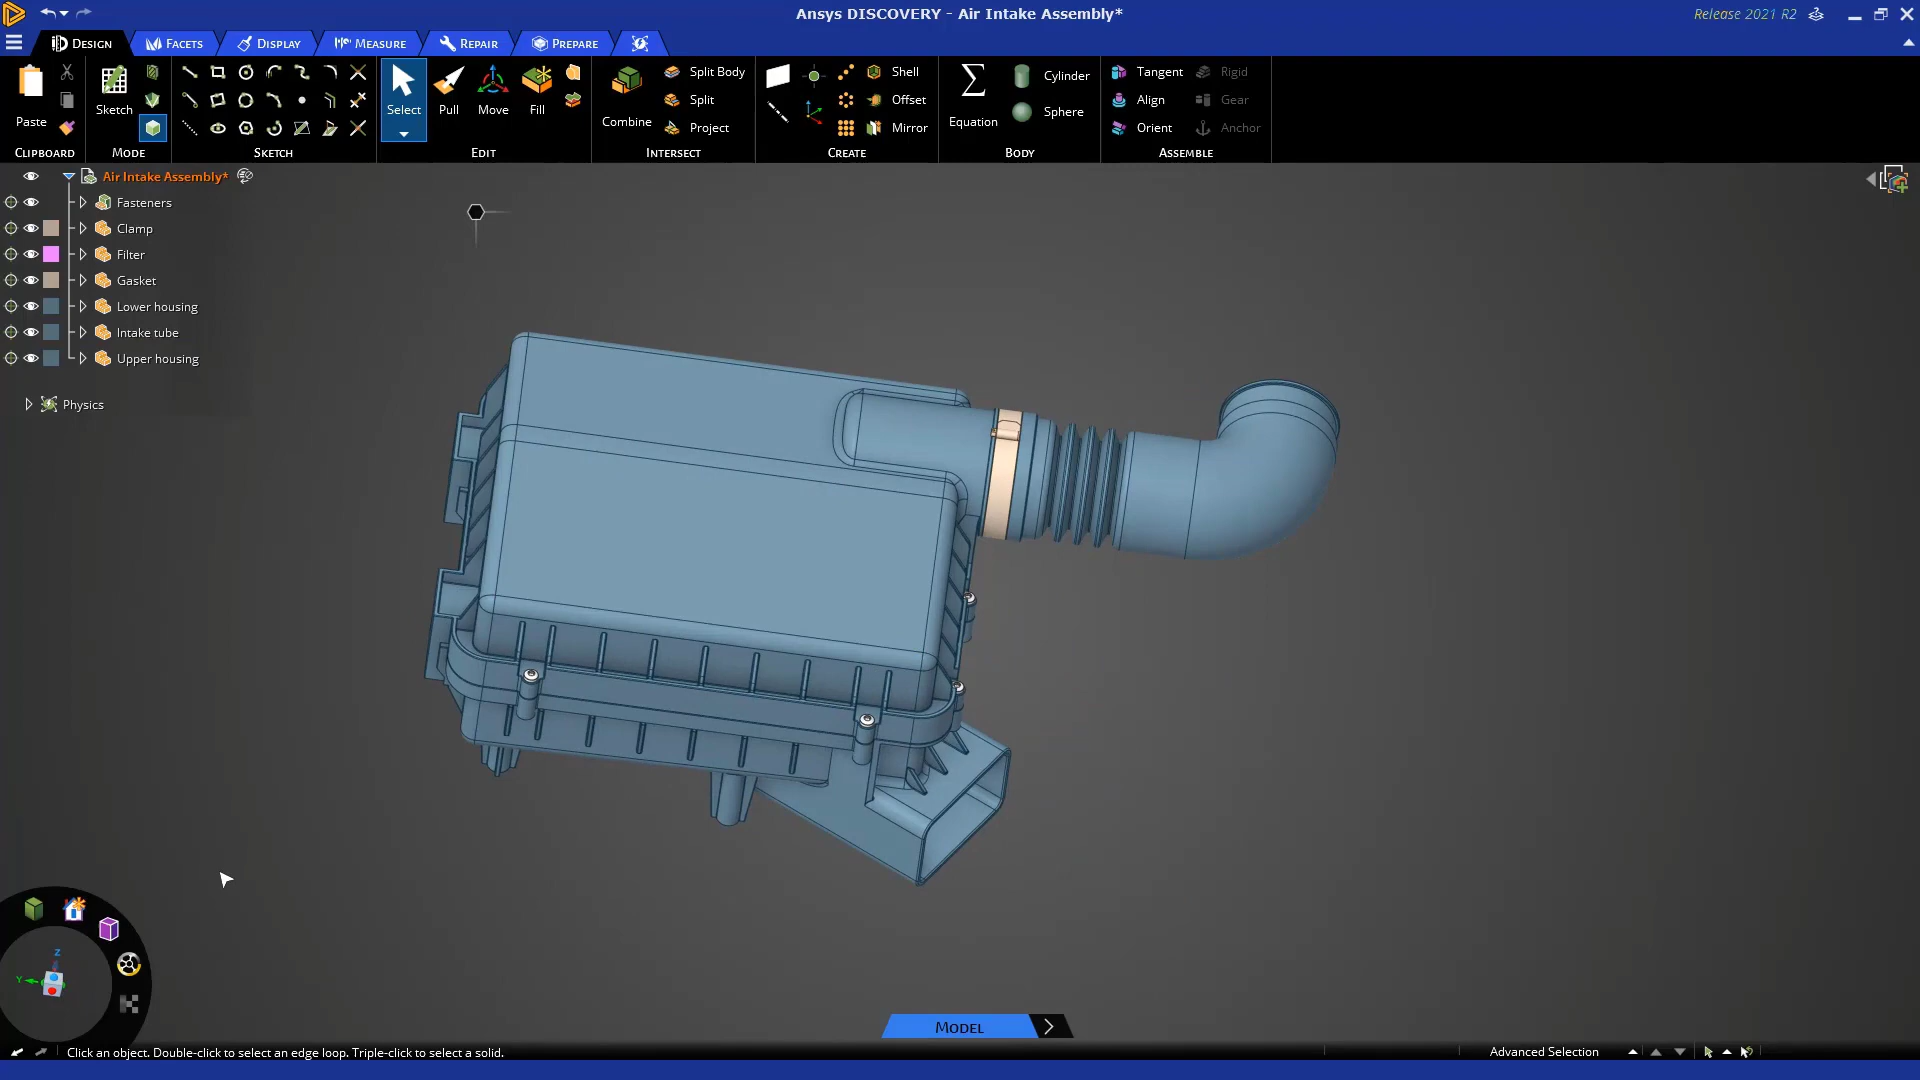 Ansys DISCOVERY - Air Intake Assembly*
Release 2021 R2
DESIGN FACETS DISPLAY MEASURE REPAIR PREPARE
Paste
CLIPBOARD
Sketch
MODE
SKETCH
Select Pull Move Fill
EDIT
Combine Split Body
Split
Project
INTERSECT
Shell
Offset
Mirror
CREATE
Equation Cylinder
Sphere
BODY
Tangent Rigid
Align Gear
Orient Anchor
ASSEMBLE
Air Intake Assembly*
Fasteners
Clamp
Filter
Gasket
Lower housing
Intake tube
Upper housing
Physics
Z
Y
MODEL
Click an object. Double-click to select an edge loop. Triple-click to select a solid.
Advanced Selection